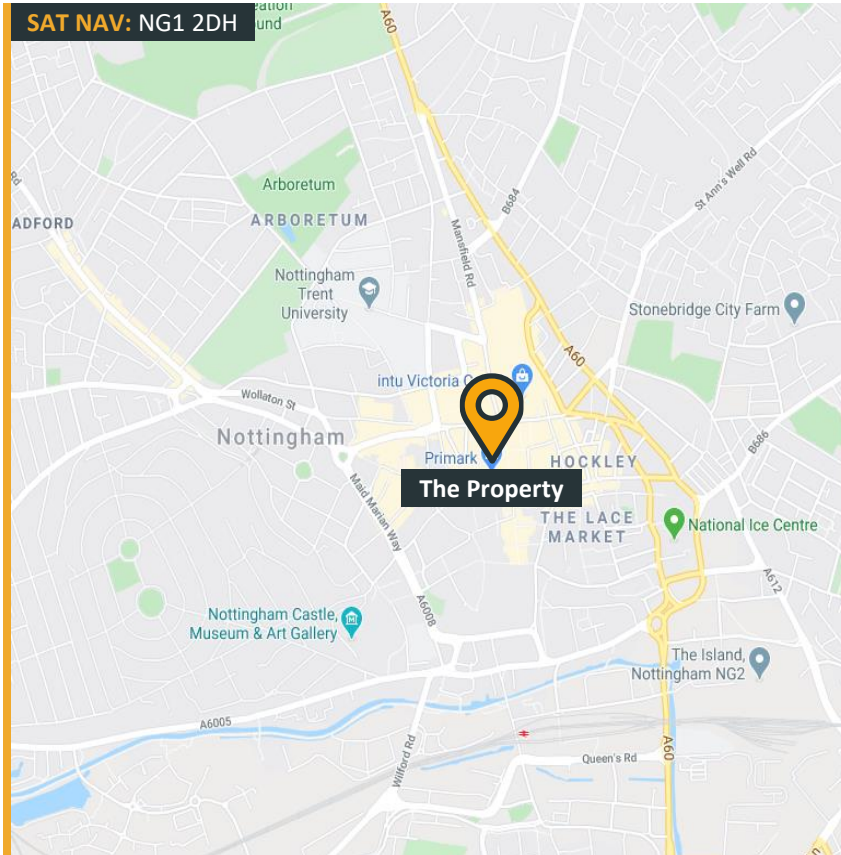 SAT NAV: NG1 2DH
eation
und
A60
Rd
Arboretum
ARBORETUM
ADFORD
St Ann's Well Rd
B684
Mansfield Rd
Nottingham
Trent
University
Stonebridge City Farm
A60
intu Victoria C
Wollaton St
Nottingham
Primark
HOCKLEY
B686
The Property
THE LACE
MARKET
National Ice Centre
Maid Marian Way
A612
A6008
Nottingham Castle,
Museum & Art Gallery
The Island,
Nottingham NG2
A6005
Wilford Rd
A60
Queen's Rd